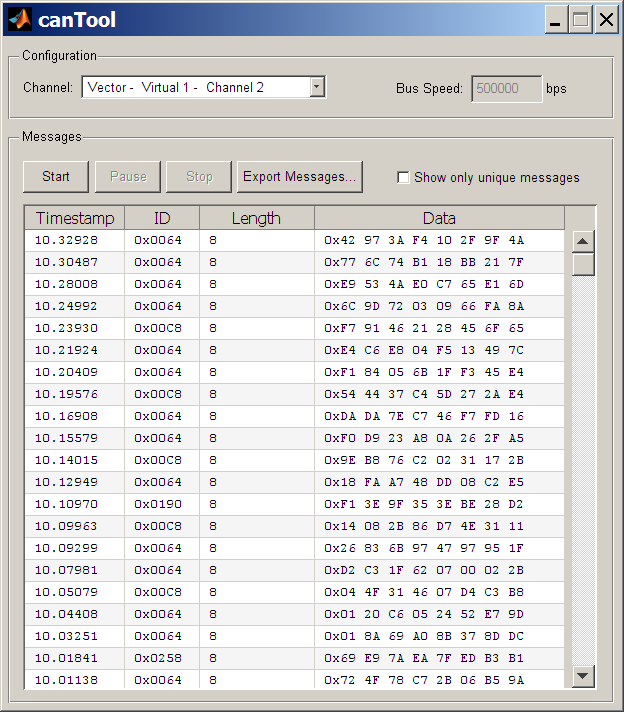 canTool
Configuration
Channel: Vector - Virtual 1 - Channel 2 Bus Speed: 500000 bps
Messages
Start Pause Stop Export Messages... Show only unique messages
Timestamp ID Length Data
10.32928 0x0064 8 0x42 97 3A F4 10 2F 9F 4A
10.30487 0x0064 8 0x77 6C 74 B1 18 BB 21 7F
10.28008 0x0064 8 0xE9 53 4A E0 C7 65 E1 6D
10.24992 0x0064 8 0x6C 9D 72 03 09 66 FA 8A
10.23930 0x00C8 8 0xF7 91 46 21 28 45 6F 65
10.21924 0x0064 8 0xE4 C6 E8 04 F5 13 49 7C
10.20409 0x0064 8 0xF1 84 05 6B 1F F3 45 E4
10.19576 0x00C8 8 0x54 44 37 C4 5D 27 2A E4
10.16908 0x0064 8 0xDA DA 7E C7 46 F7 FD 16
10.15579 0x0064 8 0xF0 D9 23 A8 0A 26 2F A5
10.14015 0x00C8 8 0x9E B8 76 C2 02 31 17 2B
10.12949 0x0064 8 0x18 FA A7 48 DD 08 C2 E5
10.10970 0x0190 8 0xF1 3E 9F 35 3E BE 28 D2
10.09963 0x00C8 8 0x14 08 2B 86 D7 4E 31 11
10.09299 0x0064 8 0x26 83 6B 97 47 97 95 1F
10.07981 0x0064 8 0xD2 C3 1F 62 07 00 02 2B
10.05079 0x00C8 8 0x04 4F 31 46 07 D4 C3 B8
10.04408 0x0064 8 0x01 20 C6 05 24 52 E7 9D
10.03251 0x0064 8 0x01 8A 69 A0 8B 37 8D DC
10.01841 0x0258 8 0x69 E9 7A EA 7F ED B3 B1
10.01138 0x0064 8 0x72 4F 78 C7 2B 06 B5 9A